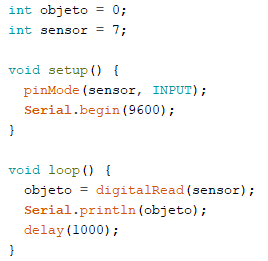 int objeto = 0;
int sensor = 7;

void setup() {
  pinMode(sensor, INPUT);
  Serial.begin(9600);
}

void loop() {
  objeto = digitalRead(sensor);
  Serial.println(objeto);
  delay(1000);
}